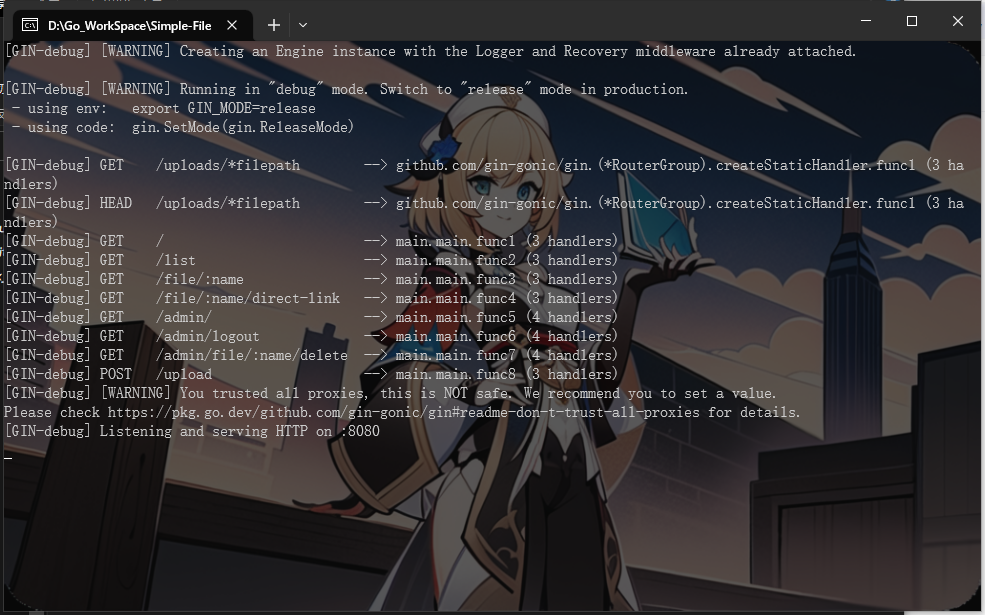 D:\Go_WorkSpace\Simple-File
[GIN-debug] [WARNING] Creating an Engine instance with the Logger and Recovery middleware already attached.
[GIN-debug] [WARNING] Running in "debug" mode. Switch to "release" mode in production.
- using env:   export GIN_MODE=release
- using code:  gin.SetMode(gin.ReleaseMode)
[GIN-debug] GET    /uploads/*filepath        --> github.com/gin-gonic/gin.(*RouterGroup).createStaticHandler.func1 (3 ha
ndlers)
[GIN-debug] HEAD   /uploads/*filepath        --> github.com/gin-gonic/gin.(*RouterGroup).createStaticHandler.func1 (3 ha
ndlers)
[GIN-debug] GET    /                         --> main.main.func1 (3 handlers)
[GIN-debug] GET    /list                     --> main.main.func2 (3 handlers)
[GIN-debug] GET    /file/:name               --> main.main.func3 (3 handlers)
[GIN-debug] GET    /file/:name/direct-link   --> main.main.func4 (3 handlers)
[GIN-debug] GET    /admin/                   --> main.main.func5 (4 handlers)
[GIN-debug] GET    /admin/logout             --> main.main.func6 (4 handlers)
[GIN-debug] GET    /admin/file/:name/delete  --> main.main.func7 (4 handlers)
[GIN-debug] POST   /upload                   --> main.main.func8 (3 handlers)
[GIN-debug] [WARNING] You trusted all proxies, this is NOT safe. We recommend you to set a value.
Please check https://pkg.go.dev/github.com/gin-gonic/gin#readme-don-t-trust-all-proxies for details.
[GIN-debug] Listening and serving HTTP on :8080